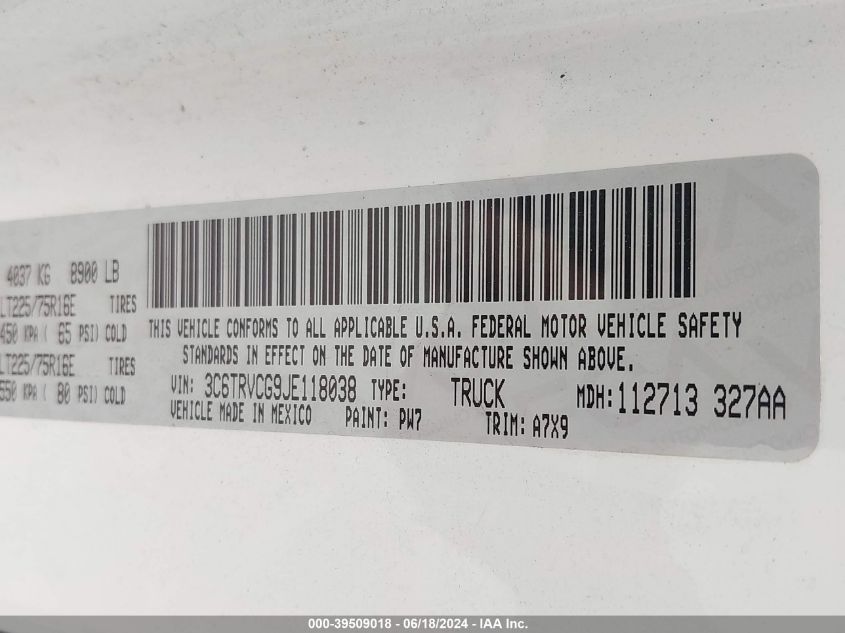 4037 KG 8900 LB
LT225/75R16E TIRES
450 KPA ( 65 PSI) COLD
LT225/75R16E TIRES
550 KPA ( 80 PSI) COLD
THIS VEHICLE CONFORMS TO ALL APPLICABLE U.S.A. FEDERAL MOTOR VEHICLE SAFETY
STANDARDS IN EFFECT ON THE DATE OF MANUFACTURE SHOWN ABOVE.
VIN: 3C6TRVCG9JE118038 TYPE: TRUCK MDH: 112713 327AA
VEHICLE MADE IN MEXICO PAINT: PW7 TRIM: A7X9
000-39509018 - 06/18/2024 - IAA Inc.